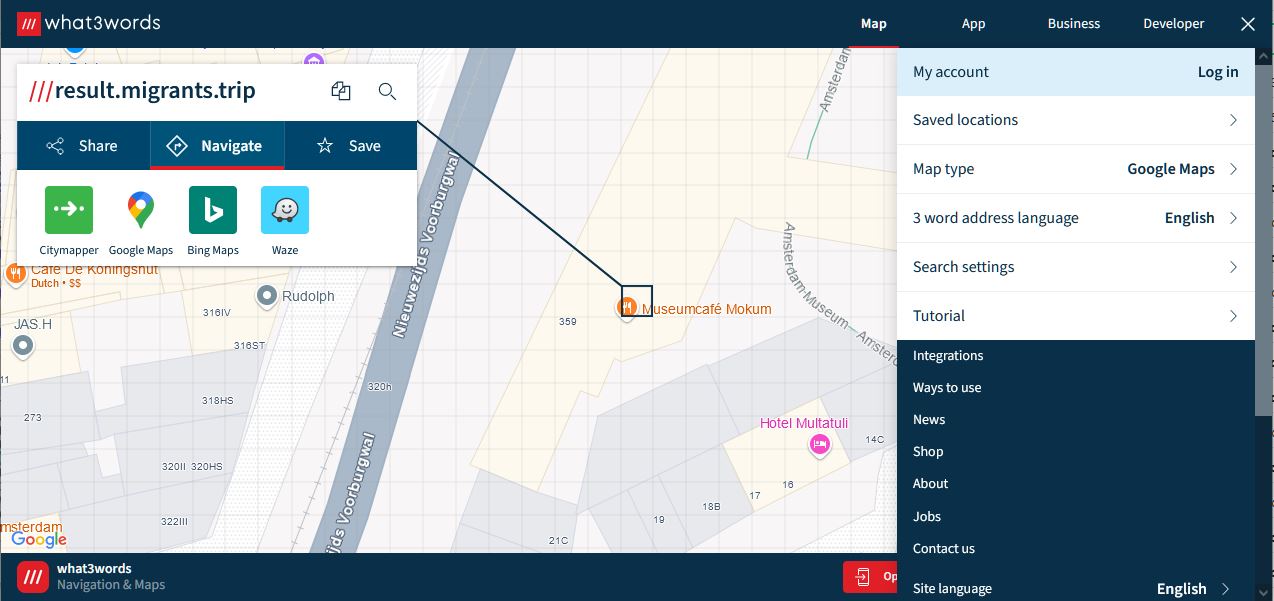 what3words
Map
App
Business
Developer
///result.migrants.trip
Share
Navigate
Save
Citymapper
Google Maps
Bing Maps
Waze
Café De Koningshut
Dutch • $$
Rudolph
JAS.H
316IV
316ST
318HS
11
273
320II 320HS
322III
320h
Nieuwezijds Voorburgwal
ijds Voorburgwal
msterdam
Google
359
Museumcafé Mokum
Amsterdam
Amsterdam Museum
Amster
Hotel Multatuli
14C
16
17
18B
19
21C
My account
Log in
Saved locations
Map type
Google Maps
3 word address language
English
Search settings
Tutorial
Integrations
Ways to use
News
Shop
About
Jobs
Contact us
Site language
English
what3words
Navigation & Maps
Op